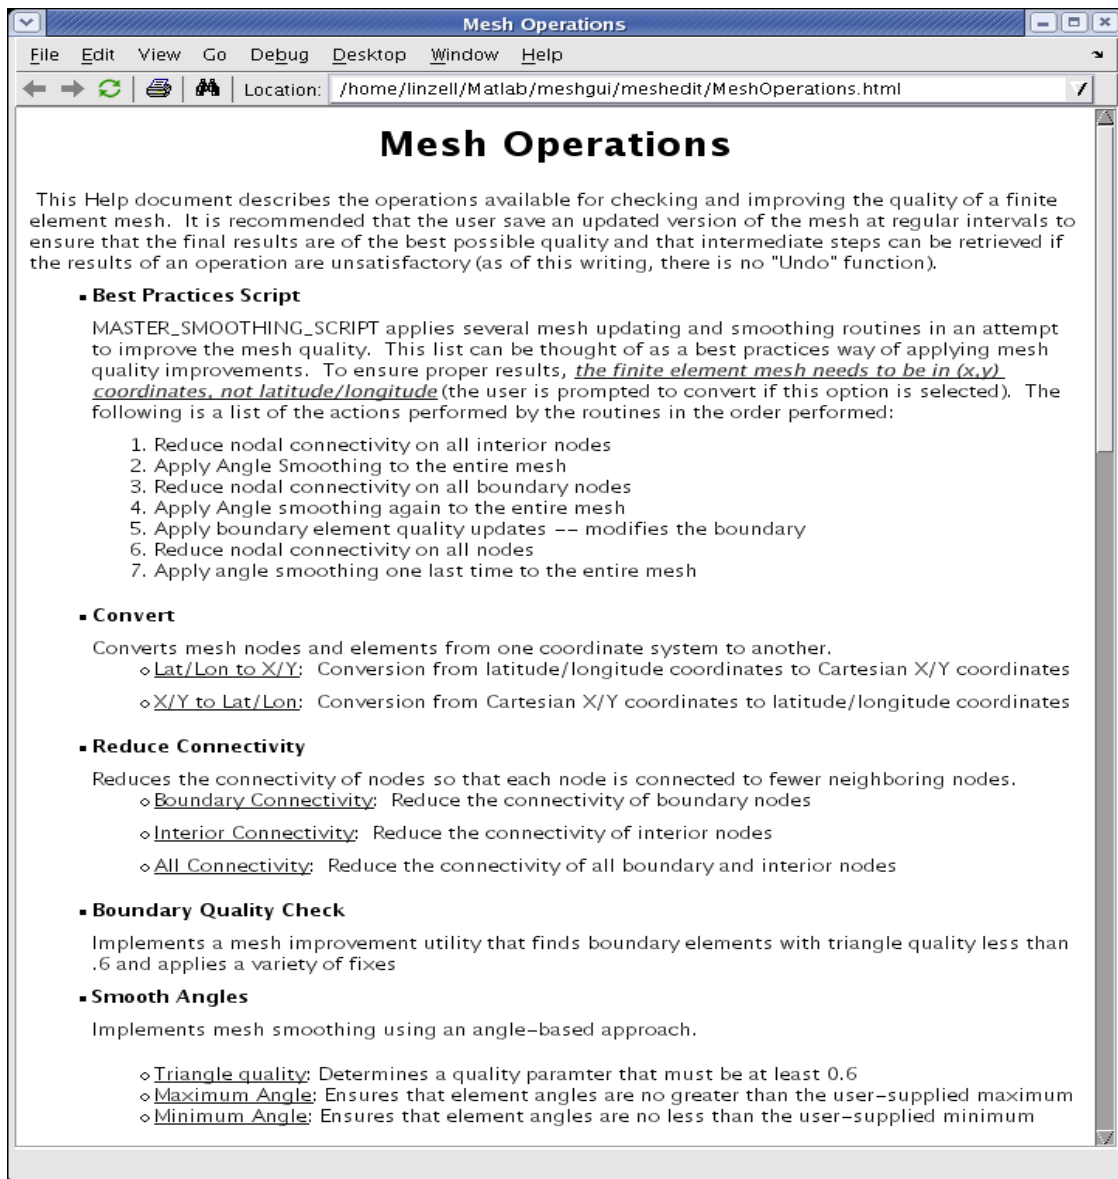 Mesh Operations
File Edit View Go Debug Desktop Window Help
Location: /home/linzell/Matlab/meshgui/meshedit/MeshOperations.html
Mesh Operations
This Help document describes the operations available for checking and improving the quality of a finite
element mesh. It is recommended that the user save an updated version of the mesh at regular intervals to
ensure that the final results are of the best possible quality and that intermediate steps can be retrieved if
the results of an operation are unsatisfactory (as of this writing, there is no "Undo" function).
▪ Best Practices Script
MASTER_SMOOTHING_SCRIPT applies several mesh updating and smoothing routines in an attempt
to improve the mesh quality. This list can be thought of as a best practices way of applying mesh
quality improvements. To ensure proper results, the finite element mesh needs to be in (x,y)
coordinates, not latitude/longitude (the user is prompted to convert if this option is selected). The
following is a list of the actions performed by the routines in the order performed:
1. Reduce nodal connectivity on all interior nodes
2. Apply Angle Smoothing to the entire mesh
3. Reduce nodal connectivity on all boundary nodes
4. Apply Angle smoothing again to the entire mesh
5. Apply boundary element quality updates -- modifies the boundary
6. Reduce nodal connectivity on all nodes
7. Apply angle smoothing one last time to the entire mesh
▪ Convert
Converts mesh nodes and elements from one coordinate system to another.
◦ Lat/Lon to X/Y: Conversion from latitude/longitude coordinates to Cartesian X/Y coordinates
◦ X/Y to Lat/Lon: Conversion from Cartesian X/Y coordinates to latitude/longitude coordinates
▪ Reduce Connectivity
Reduces the connectivity of nodes so that each node is connected to fewer neighboring nodes.
◦ Boundary Connectivity: Reduce the connectivity of boundary nodes
◦ Interior Connectivity: Reduce the connectivity of interior nodes
◦ All Connectivity: Reduce the connectivity of all boundary and interior nodes
▪ Boundary Quality Check
Implements a mesh improvement utility that finds boundary elements with triangle quality less than
.6 and applies a variety of fixes
▪ Smooth Angles
Implements mesh smoothing using an angle-based approach.
◦ Triangle quality: Determines a quality paramter that must be at least 0.6
◦ Maximum Angle: Ensures that element angles are no greater than the user-supplied maximum
◦ Minimum Angle: Ensures that element angles are no less than the user-supplied minimum